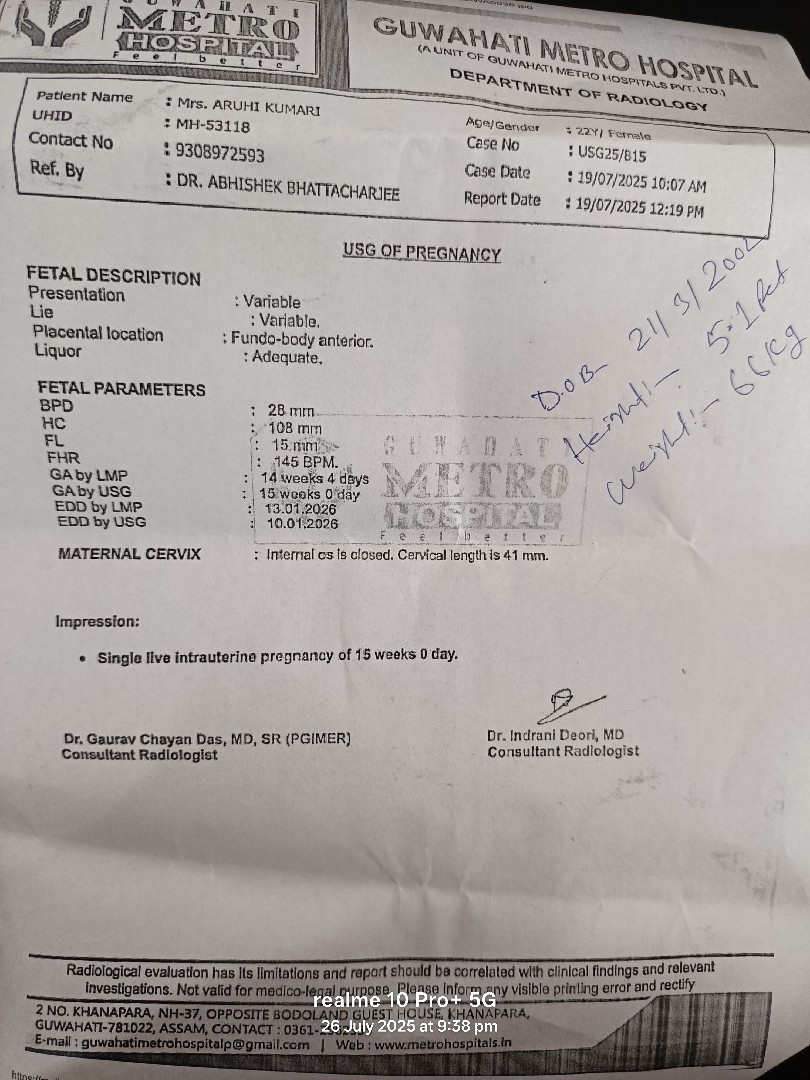 METRO
HOSPITAL
Feel better
GUWAHATI METRO HOSPITAL
(A UNIT OF GUWAHATI METRO HOSPITALS PVT. LTD.)
DEPARTMENT OF RADIOLOGY
Patient Name : Mrs. ARUHI KUMARI
Age/Gender : 22Y/ Female
UHID : MH-53118
Case No : USG25/815
Contact No : 9308972593
Case Date : 19/07/2025 10:07 AM
Ref. By : DR. ABHISHEK BHATTACHARJEE
Report Date : 19/07/2025 12:19 PM
USG OF PREGNANCY
D.O.B- 21/3/2002
Height:- 5.1 fet
Weight:- 66 Kg
FETAL DESCRIPTION
Presentation : Variable
Lie : Variable.
Placental location : Fundo-body anterior.
Liquor : Adequate.
FETAL PARAMETERS
BPD : 28 mm
HC : 108 mm
FL : 15 mm
FHR : 145 BPM.
GA by LMP : 14 weeks 4 days
GA by USG : 15 weeks 0 day
EDD by LMP : 13.01.2026
EDD by USG : 10.01.2026
GUWAHATI
METRO
HOSPITAL
Feel better
MATERNAL CERVIX : Internal os is closed. Cervical length is 41 mm.
Impression:
• Single live intrauterine pregnancy of 15 weeks 0 day.
Dr. Gaurav Chayan Das, MD, SR (PGIMER)
Consultant Radiologist
Dr. Indrani Deori, MD
Consultant Radiologist
Radiological evaluation has its limitations and report should be correlated with clinical findings and relevant
investigations. Not valid for medico-legal purpose. Please inform any visible printing error and rectify
realme 10 Pro+ 5G
26 July 2025 at 9:38 pm
2 NO. KHANAPARA, NH-37, OPPOSITE BODOLAND GUEST HOUSE, KHANAPARA,
GUWAHATI-781022, ASSAM, CONTACT : 0361-
E-mail : guwahatimetrohospitalp@gmail.com | Web : www.metrohospitals.in